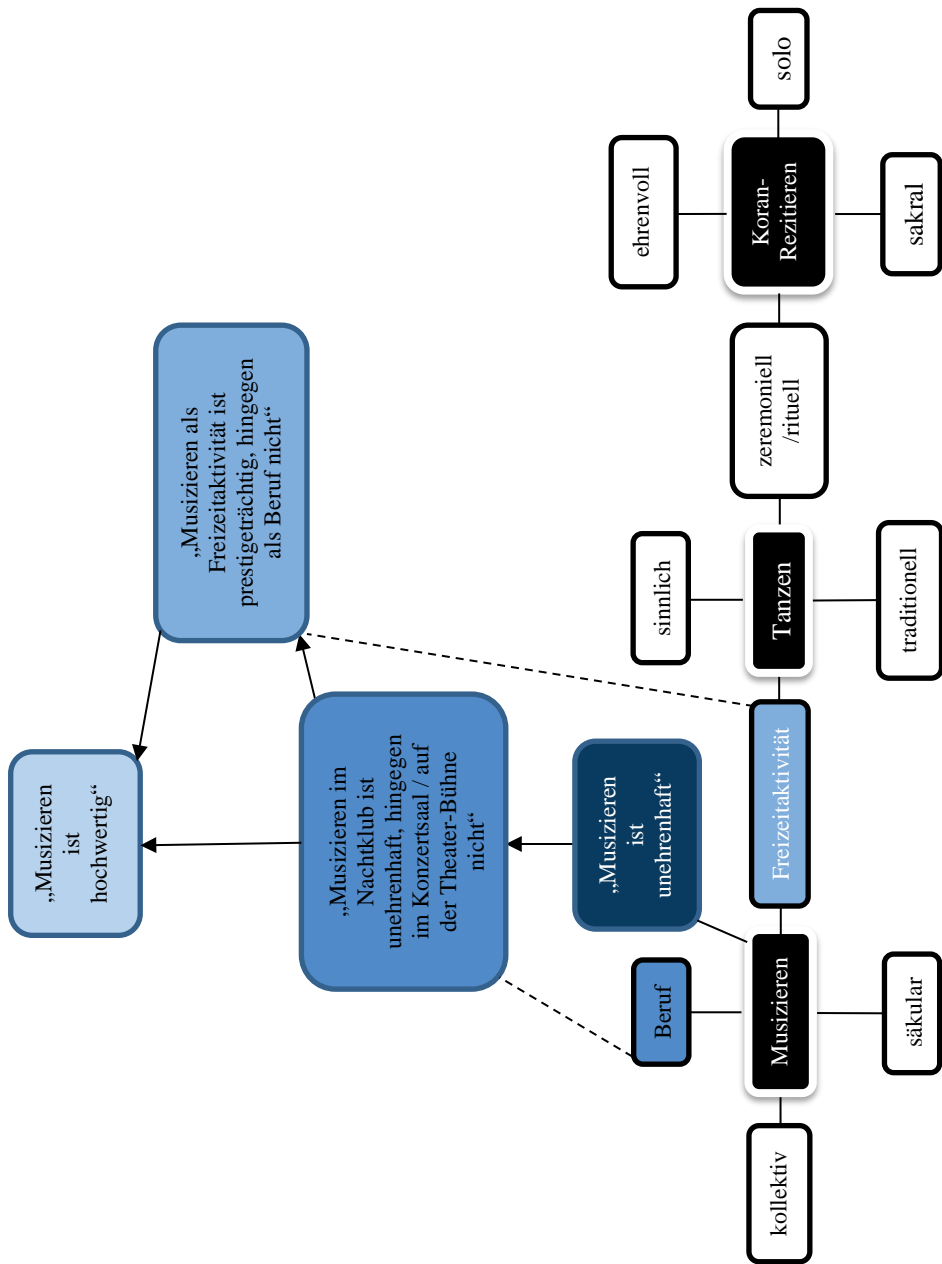 „Musizieren
ist
hochwertig“
„Musizieren als
Freizeitaktivität ist
prestigeträchtig, hingegen
als Beruf nicht“
„Musizieren im
Nachtklub ist
unehrenhaft, hingegen
im Konzertsaal / auf
der Theater-Bühne
nicht“
„Musizieren
ist
unehrenhaft“
Beruf
sinnlich
ehrenvoll
kollektiv
Musizieren
Freizeitaktivität
Tanzen
zeremoniell
/rituell
Koran-
Rezitieren
solo
säkular
traditionell
sakral